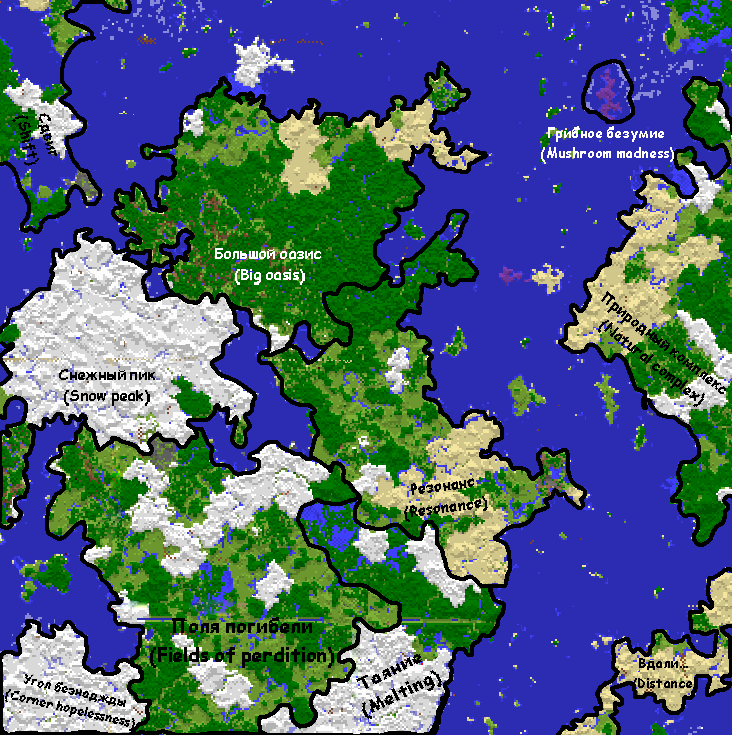 Сдвиг
(Shift)
Грибное безумие
(Mushroom madness)
Большой оазис
(Big oasis)
Природный комплекс
(Natural complex)
Снежный пик
(Snow peak)
Резонанс
(Resonance)
Поля погибели
(Fields of perdition)
Таяние
(Melting)
Вдали...
(Distance
Угол безнаджды
(Corner hopelessness)